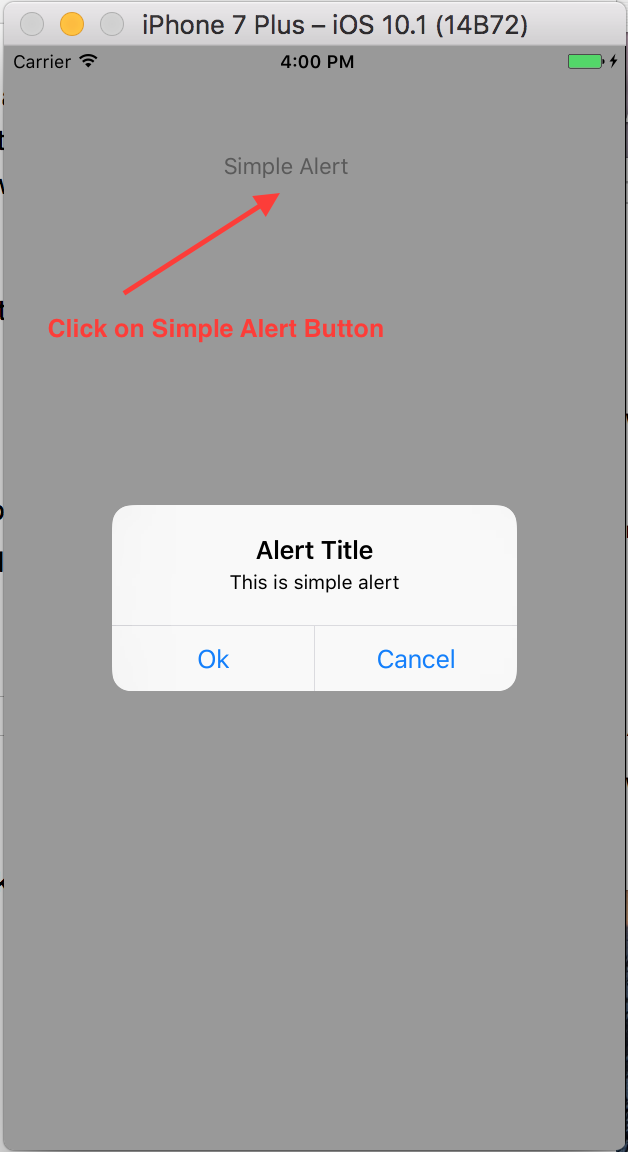 iPhone 7 Plus – iOS 10.1 (14B72)
Carrier 4:00 PM
Simple Alert
Click on Simple Alert Button
Alert Title
This is simple alert
Ok Cancel